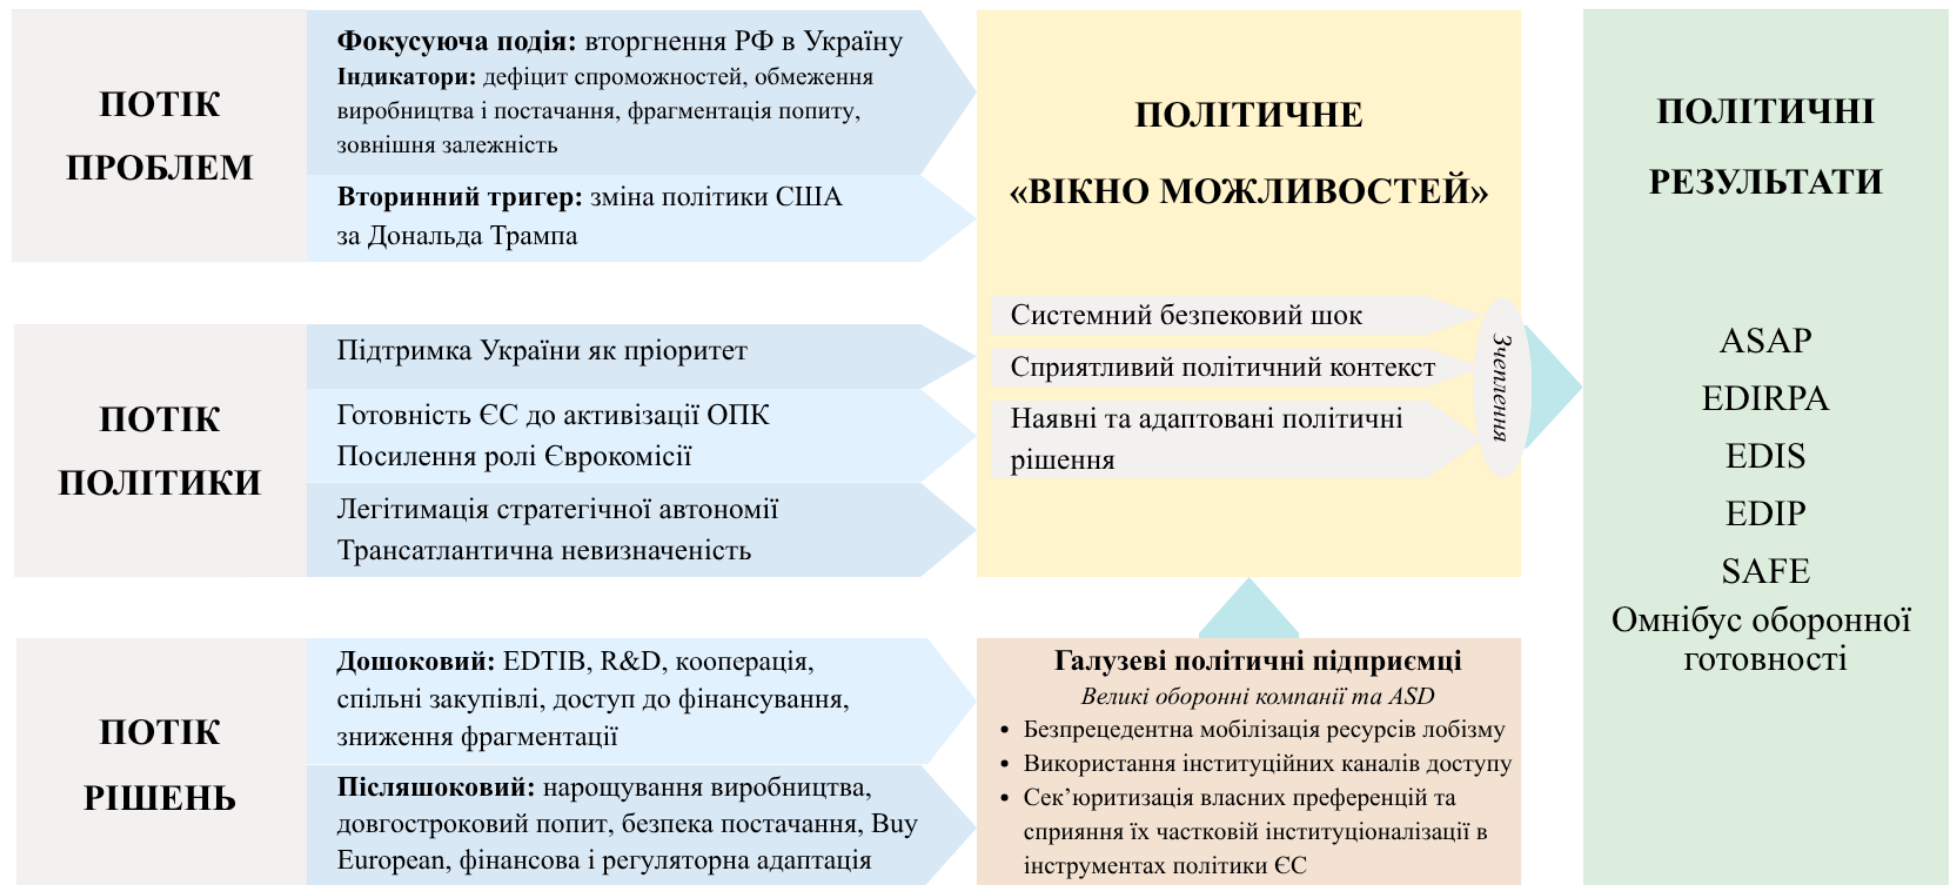 ПОТІК
ПРОБЛЕМ
Фокусуюча подія: вторгнення РФ в Україну
Індикатори: дефіцит спроможностей, обмеження
виробництва і постачання, фрагментація попиту,
зовнішня залежність
Вторинний тригер: зміна політики США
за Дональда Трампа
ПОТІК
ПОЛІТИКИ
Підтримка України як пріоритет
Готовність ЄС до активізації ОПК
Посилення ролі Єврокомісії
Легітимація стратегічної автономії
Трансатлантична невизначеність
ПОТІК
РІШЕНЬ
Дошоковий: EDTIB, R&D, кооперація,
спільні закупівлі, доступ до фінансування,
зниження фрагментації
Післяшоковий: нарощування виробництва,
довгостроковий попит, безпека постачання, Buy
European, фінансова і регуляторна адаптація
ПОЛІТИЧНЕ
«ВІКНО МОЖЛИВОСТЕЙ»
Системний безпековий шок
Сприятливий політичний контекст
Наявні та адаптовані політичні
рішення
Зчеплення
Галузеві політичні підприємці
Великі оборонні компанії та ASD
• Безпрецедентна мобілізація ресурсів лобізму
• Використання інституційних каналів доступу
• Сек’юритизація власних преференцій та
сприяння їх частковій інституціоналізації в
інструментах політики ЄС
ПОЛІТИЧНІ
РЕЗУЛЬТАТИ
ASAP
EDIRPA
EDIS
EDIP
SAFE
Омнібус оборонної
готовності